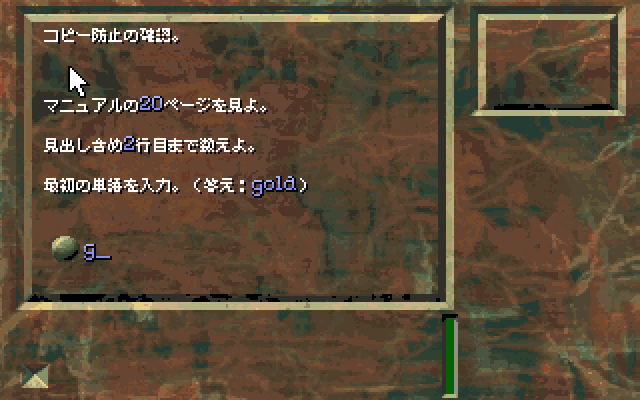 コピー防止の確認。
マニュアルの20ページを見よ。
見出し含め2行目まで数えよ。
最初の単語を入力。(答え:gold)
g_